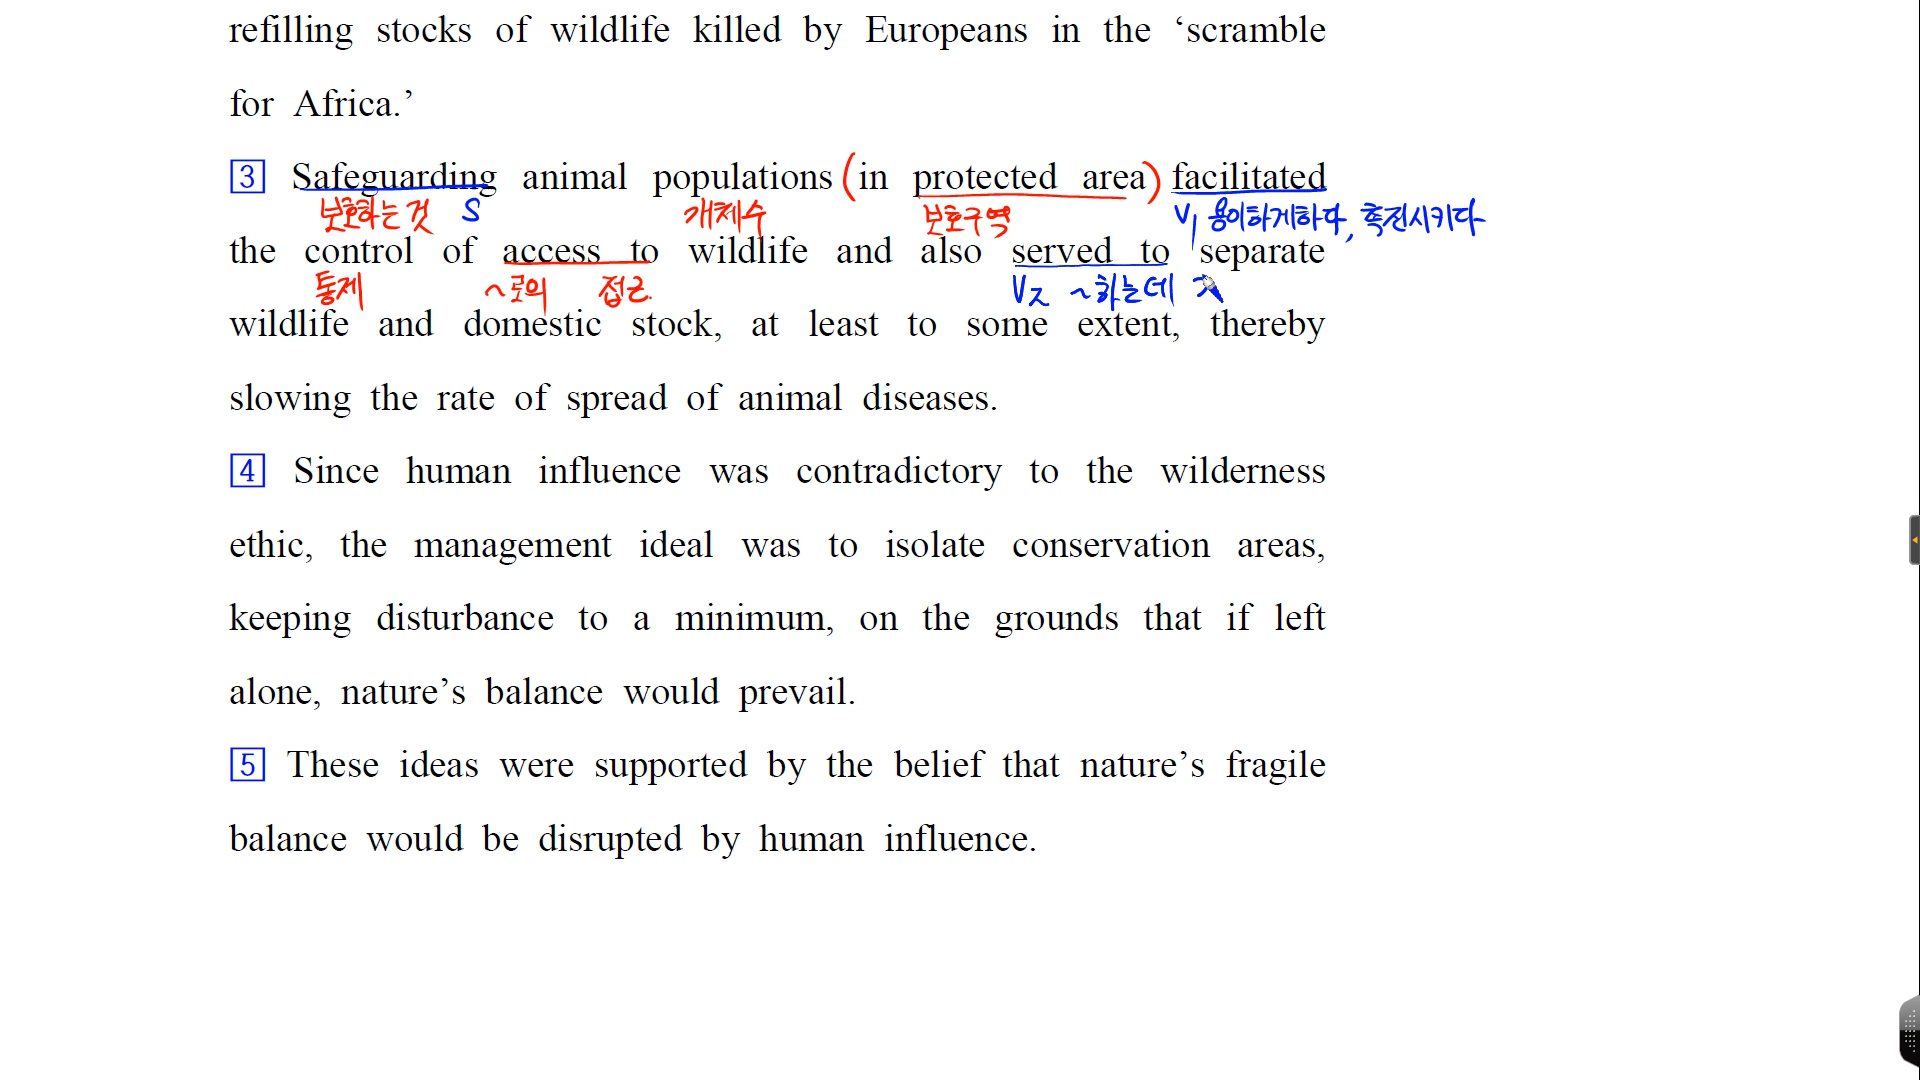 refilling stocks of wildlife killed by Europeans in the ‘scramble
for Africa.’
3 Safeguarding animal populations (in protected area) facilitated
보호하는 것 S 개체수 보호구역 V1 용이하게하다, 촉진시키다
the control of access to wildlife and also served to separate
통제 ~로의 접근 V2 ~하는데
wildlife and domestic stock, at least to some extent, thereby
slowing the rate of spread of animal diseases.
4 Since human influence was contradictory to the wilderness
ethic, the management ideal was to isolate conservation areas,
keeping disturbance to a minimum, on the grounds that if left
alone, nature’s balance would prevail.
5 These ideas were supported by the belief that nature’s fragile
balance would be disrupted by human influence.